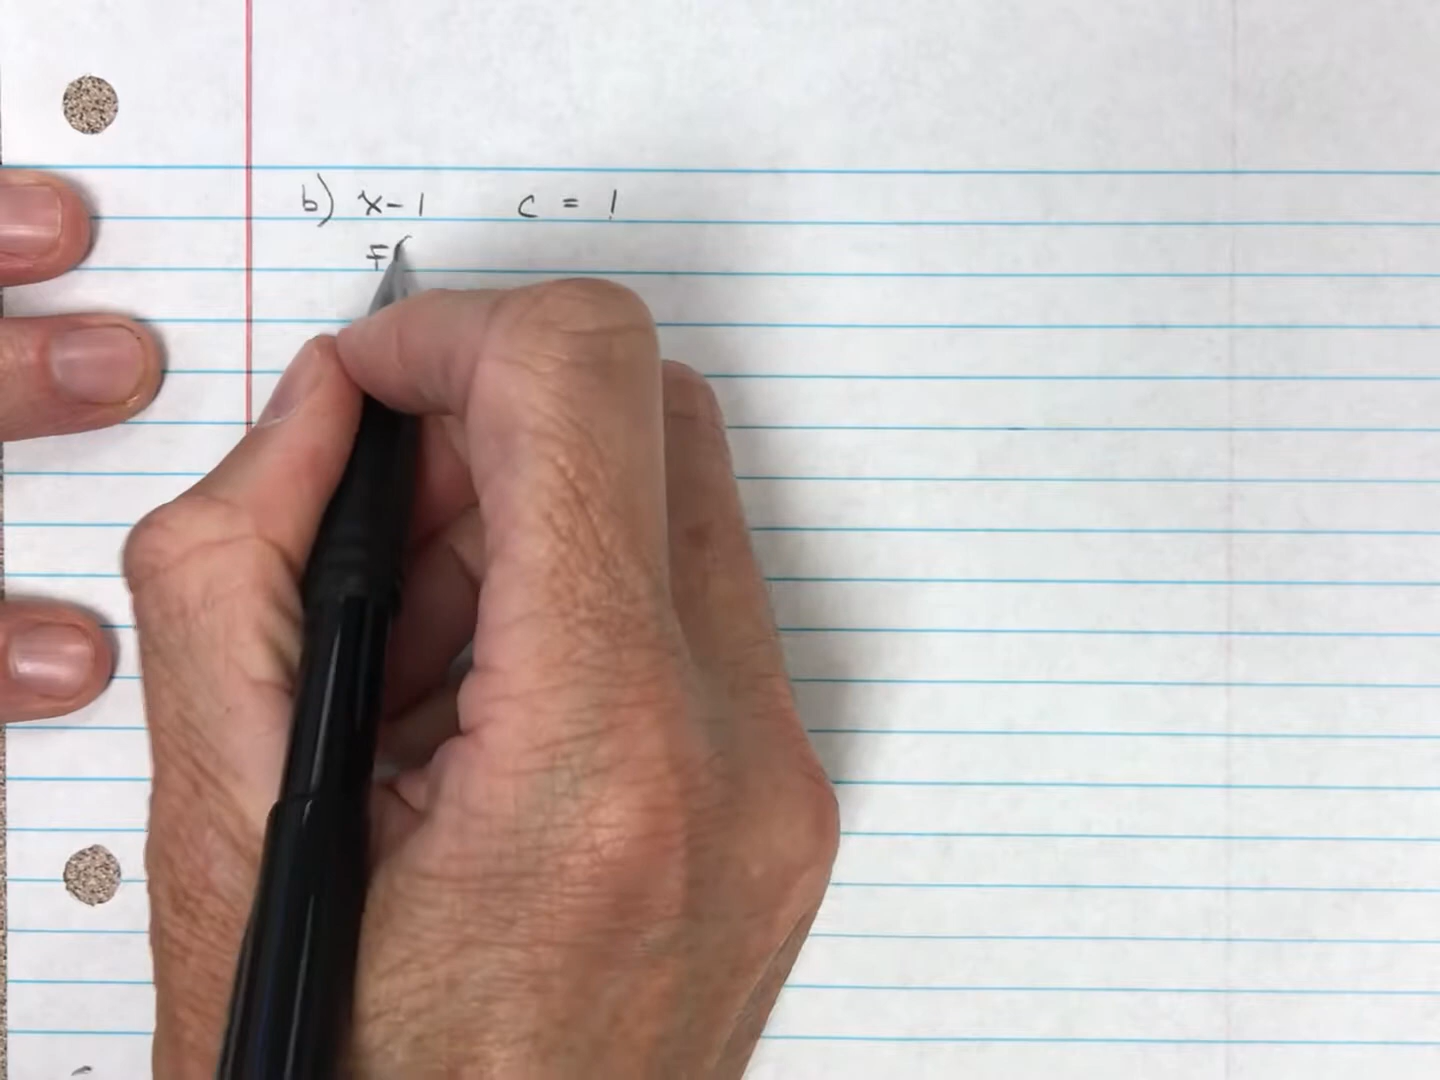 b) x-1 c = 1
F(